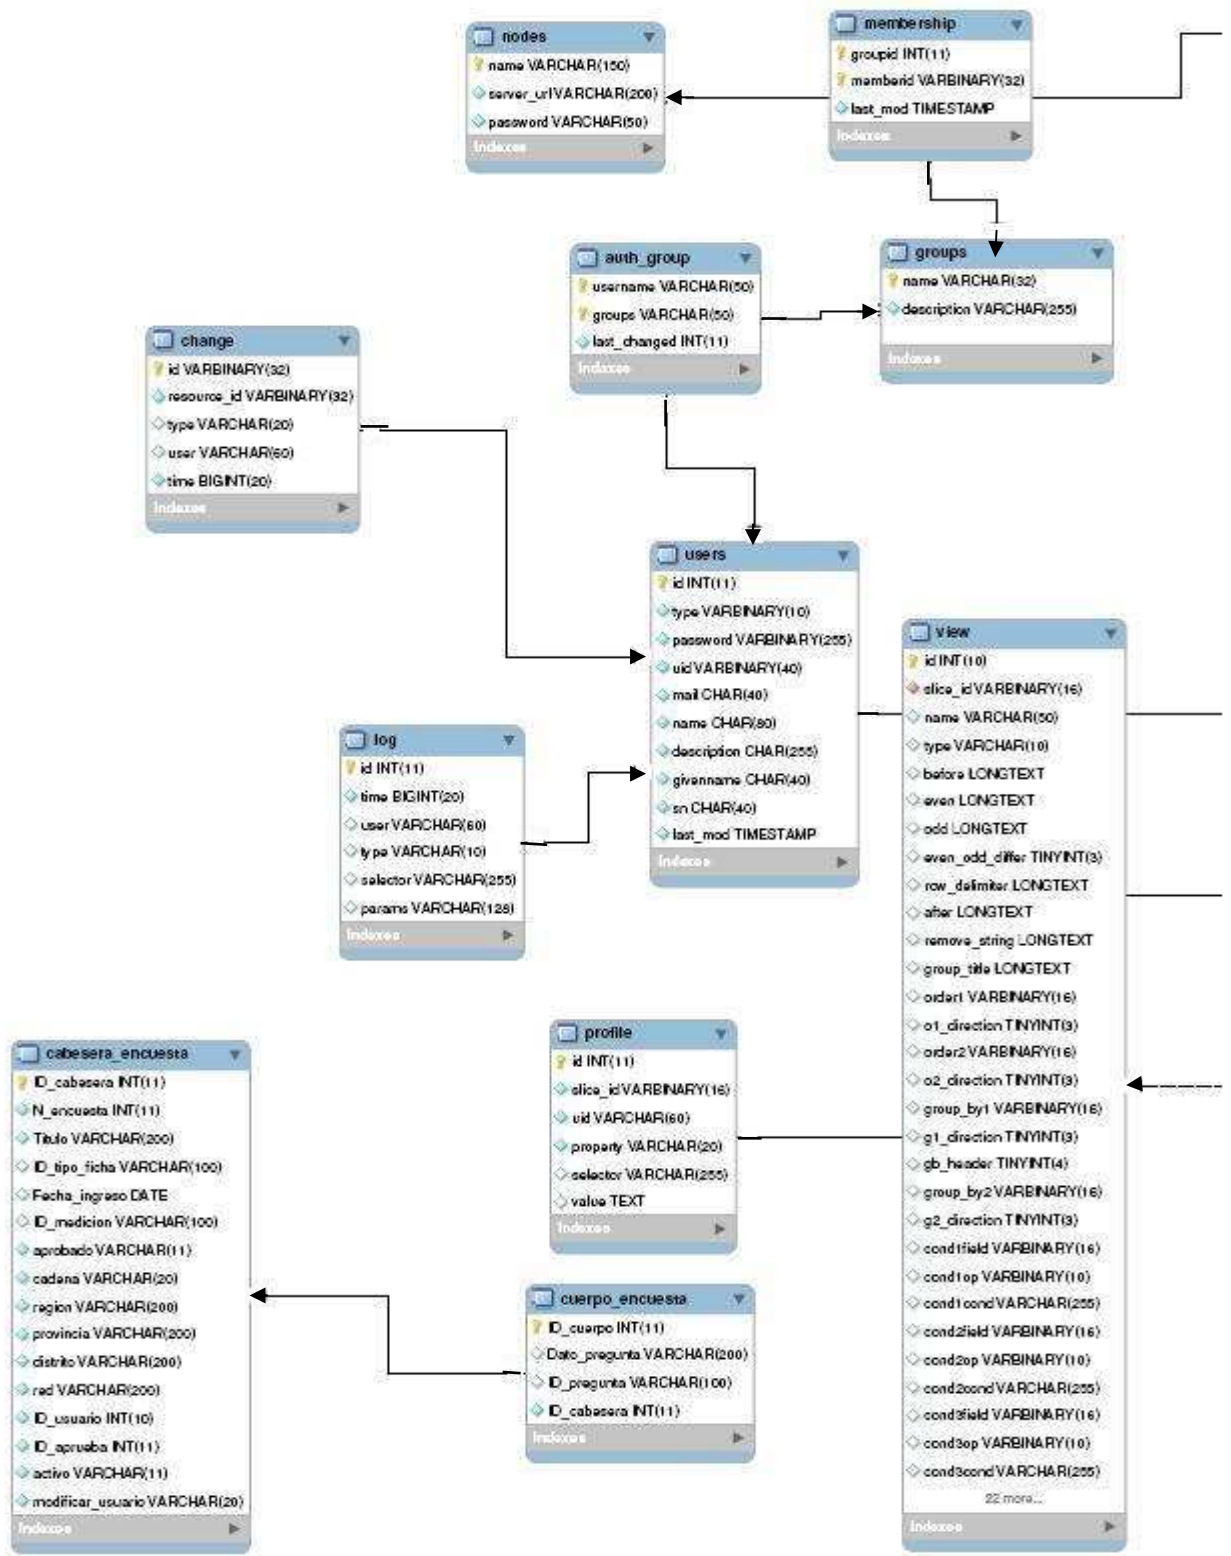 nodes
name VARCHAR(150)
server_url VARCHAR(200)
password VARCHAR(50)
Indexes
membership
groupid INT(11)
memberid VARBINARY(32)
last_mod TIMESTAMP
Indexes
auth_group
username VARCHAR(50)
groups VARCHAR(50)
last_changed INT(11)
Indexes
groups
name VARCHAR(32)
description VARCHAR(255)
Indexes
change
id VARBINARY(32)
resource_id VARBINARY(32)
type VARCHAR(20)
user VARCHAR(60)
time BIGINT(20)
Indexes
users
id INT(11)
type VARBINARY(10)
password VARBINARY(255)
uid VARBINARY(40)
mail CHAR(40)
name CHAR(80)
description CHAR(255)
givenname CHAR(40)
sn CHAR(40)
last_mod TIMESTAMP
Indexes
view
id INT(10)
slice_id VARBINARY(16)
name VARCHAR(50)
type VARCHAR(10)
before LONGTEXT
even LONGTEXT
odd LONGTEXT
even_odd_differ TINYINT(3)
row_delimiter LONGTEXT
after LONGTEXT
remove_string LONGTEXT
group_title LONGTEXT
order1 VARBINARY(16)
o1_direction TINYINT(3)
order2 VARBINARY(16)
o2_direction TINYINT(3)
group_by1 VARBINARY(16)
g1_direction TINYINT(3)
gb_header TINYINT(4)
group_by2 VARBINARY(16)
g2_direction TINYINT(3)
cond1field VARBINARY(16)
cond1op VARBINARY(10)
cond1cond VARCHAR(255)
cond2field VARBINARY(16)
cond2op VARBINARY(10)
cond2cond VARCHAR(255)
cond3field VARBINARY(16)
cond3op VARBINARY(10)
cond3cond VARCHAR(255)
22 more...
Indexes
log
id INT(11)
time BIGINT(20)
user VARCHAR(60)
type VARCHAR(10)
selector VARCHAR(255)
params VARCHAR(128)
Indexes
profile
id INT(11)
slice_id VARBINARY(16)
uid VARCHAR(60)
property VARCHAR(20)
selector VARCHAR(255)
value TEXT
Indexes
cabesera_encuesta
ID_cabesera INT(11)
N_encuesta INT(11)
Titulo VARCHAR(200)
ID_tipo_ficha VARCHAR(100)
Fecha_ingreso DATE
ID_medicion VARCHAR(100)
aprobado VARCHAR(11)
cadena VARCHAR(20)
region VARCHAR(200)
provincia VARCHAR(200)
distrito VARCHAR(200)
red VARCHAR(200)
ID_usuario INT(10)
ID_aprueba INT(11)
activo VARCHAR(11)
modificar_usuario VARCHAR(20)
Indexes
cuerpo_encuesta
ID_cuerpo INT(11)
Dato_pregunta VARCHAR(200)
ID_pregunta VARCHAR(100)
ID_cabesera INT(11)
Indexes